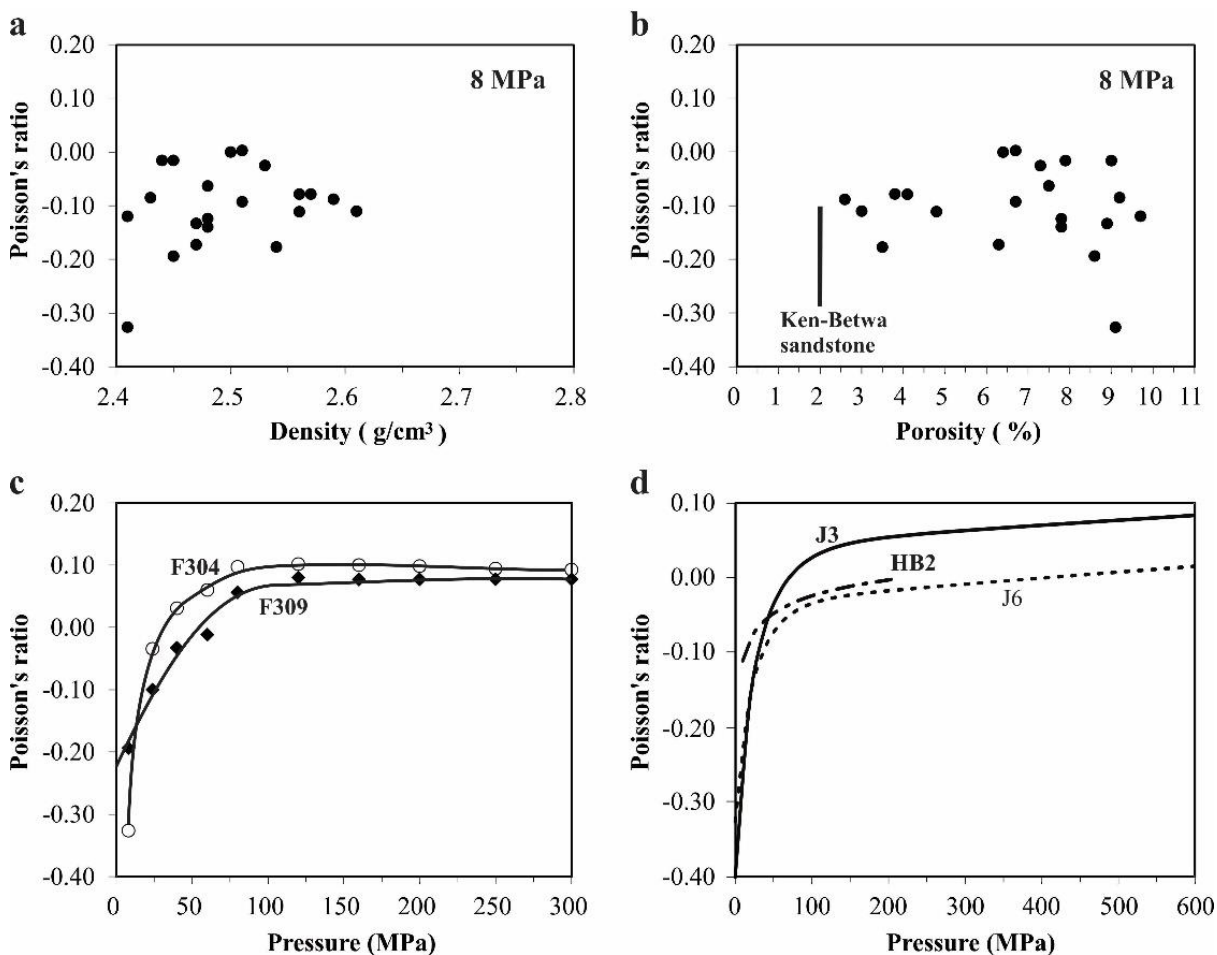 a
0.20
0.10
0.00
-0.10
-0.20
-0.30
-0.40
Poisson's ratio
8 MPa
2.4 2.5 2.6 2.7 2.8
Density ( g/cm³ )
b
0.20
0.10
0.00
-0.10
-0.20
-0.30
-0.40
Poisson's ratio
8 MPa
Ken-Betwa
sandstone
0 1 2 3 4 5 6 7 8 9 10 11
Porosity ( %)
c
0.20
0.10
0.00
-0.10
-0.20
-0.30
-0.40
Poisson's ratio
F304
F309
0 50 100 150 200 250 300
Pressure (MPa)
d
0.10
0.00
-0.10
-0.20
-0.30
-0.40
Poisson's ratio
J3
HB2
J6
0 100 200 300 400 500 600
Pressure (MPa)